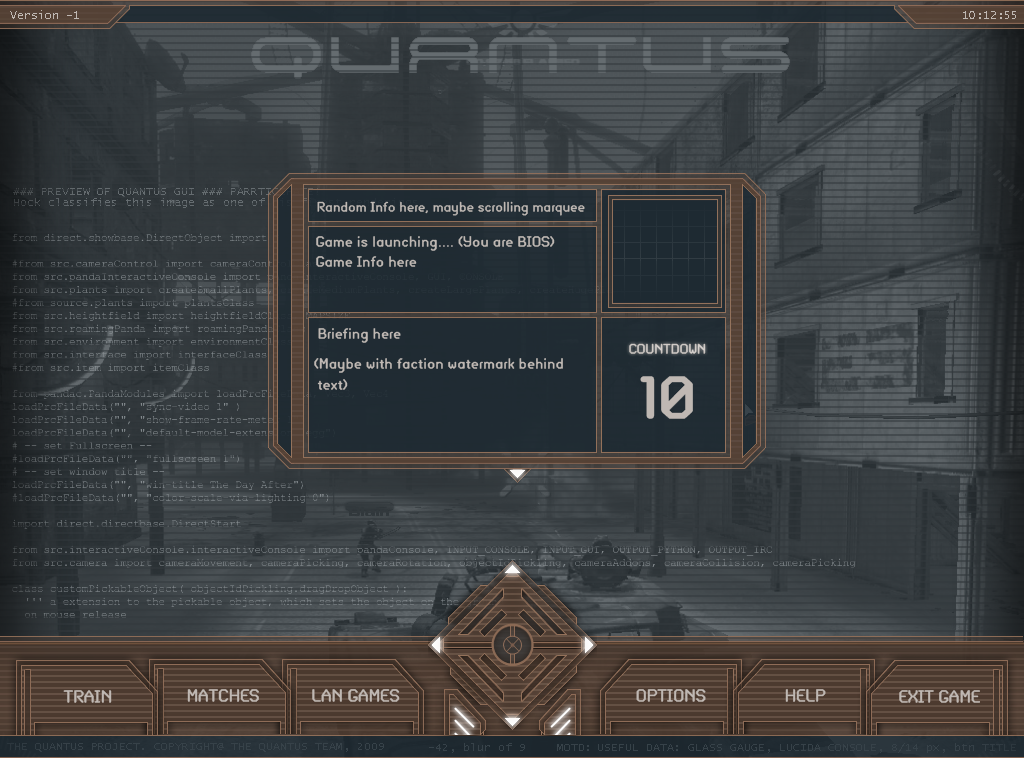 Version -1
10:12:55
QUANTUS
### PREVIEW OF QUANTUS GUI ### PARRTI
Hock classifies this image as one of
from direct.showbase.DirectObject import
#from src.cameraControl import cameraCon
from src.pandaInteractiveConsole import p
from src.plants import createsmallplants,
#from source.plants import plantsClass
from src.heightfield import heightfieldCl
from src.roamingPanda import roamingPanda
from src.environment import environmentCl
from src.interface import interfaceClass
#from src.item import itemClass
from pandac.PandaModules import loadPrcFi
loadPrcFileData("", "sync-video 1" )
loadPrcFileData("", "show-frame-rate-met
loadPrcFileData("", "default-model-exten
# -- set Fullscreen --
#loadPrcFileData("", "fullscreen 1")
# -- set window title --
loadPrcFileData("", "win-title The Day After")
#loadPrcFileData("", "color-scale-via-lighting 0")
import direct.directbase.DirectStart
from src.interactiveConsole.interactiveConsole import pandaConsole, INPUT_CONSOLE, INPUT_GUI, OUTPUT_PYTHON, OUTPUT_IRC
from src.camera import cameraMovement, cameraPicking, cameraRotation, objectIdPickling, cameraAddons, cameraCollision, cameraPicking
class customPickableObject( objectIdPickling.dragDropObject ):
''' a extension to the pickable object, which sets the object on the
on mouse release
Random Info here, maybe scrolling marquee
Game is launching.... (You are BIOS)
Game Info here
Briefing here
(Maybe with faction watermark behind
text)
COUNTDOWN
10
TRAIN
MATCHES
LAN GAMES
OPTIONS
HELP
EXIT GAME
THE QUANTUS PROJECT. COPYRIGHT@ THE QUANTUS TEAM, 2009
-42, blur of 9
MOTD: USEFUL DATA: GLASS GAUGE, LUCIDA CONSOLE, 8/14 px, btn TITLE